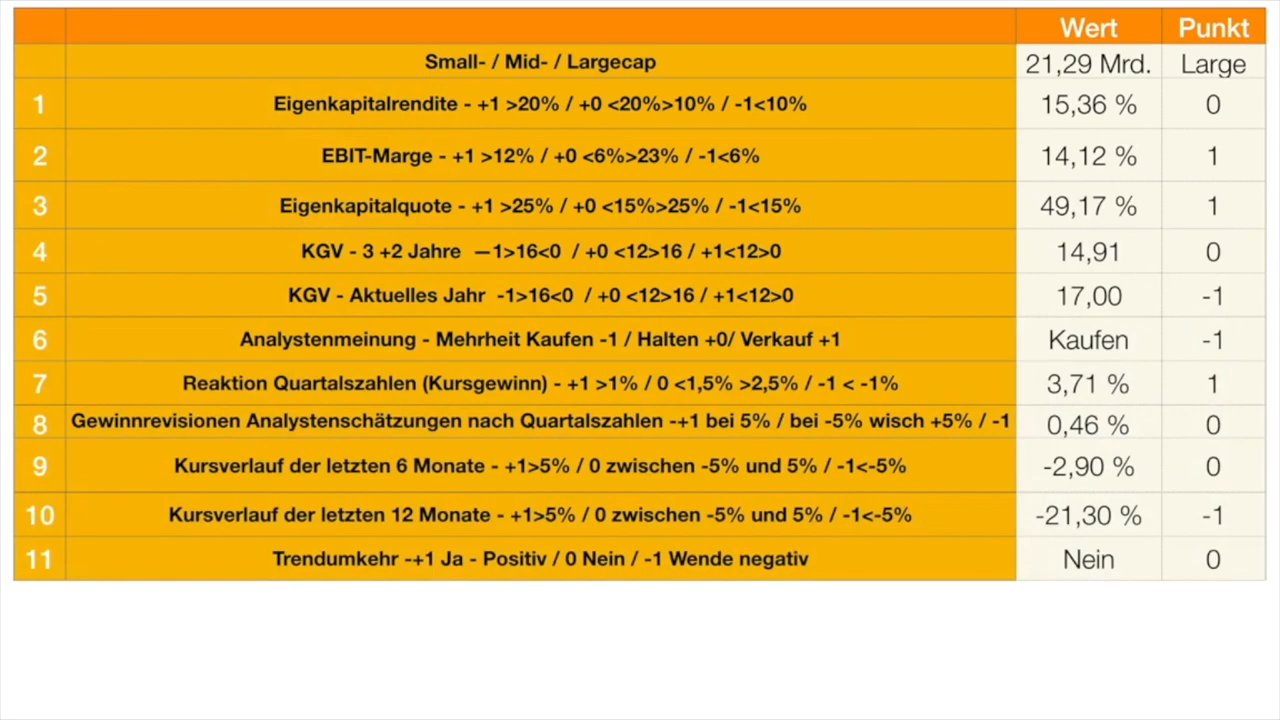 Wert Punkt
Small- / Mid- / Largecap 21,29 Mrd. Large
1 Eigenkapitalrendite - +1 >20% / +0 <20%>10% / -1<10% 15,36 % 0
2 EBIT-Marge - +1 >12% / +0 <6%>23% / -1<6% 14,12 % 1
3 Eigenkapitalquote - +1 >25% / +0 <15%>25% / -1<15% 49,17 % 1
4 KGV - 3 +2 Jahre —1>16<0 / +0 <12>16 / +1<12>0 14,91 0
5 KGV - Aktuelles Jahr -1>16<0 / +0 <12>16 / +1<12>0 17,00 -1
6 Analystenmeinung - Mehrheit Kaufen -1 / Halten +0/ Verkauf +1 Kaufen -1
7 Reaktion Quartalszahlen (Kursgewinn) - +1 >1% / 0 <1,5% >2,5% / -1 < -1% 3,71 % 1
8 Gewinnrevisionen Analystenschätzungen nach Quartalszahlen -+1 bei 5% / bei -5% wisch +5% / -1 0,46 % 0
9 Kursverlauf der letzten 6 Monate - +1>5% / 0 zwischen -5% und 5% / -1<-5% -2,90 % 0
10 Kursverlauf der letzten 12 Monate - +1>5% / 0 zwischen -5% und 5% / -1<-5% -21,30 % -1
11 Trendumkehr -+1 Ja - Positiv / 0 Nein / -1 Wende negativ Nein 0